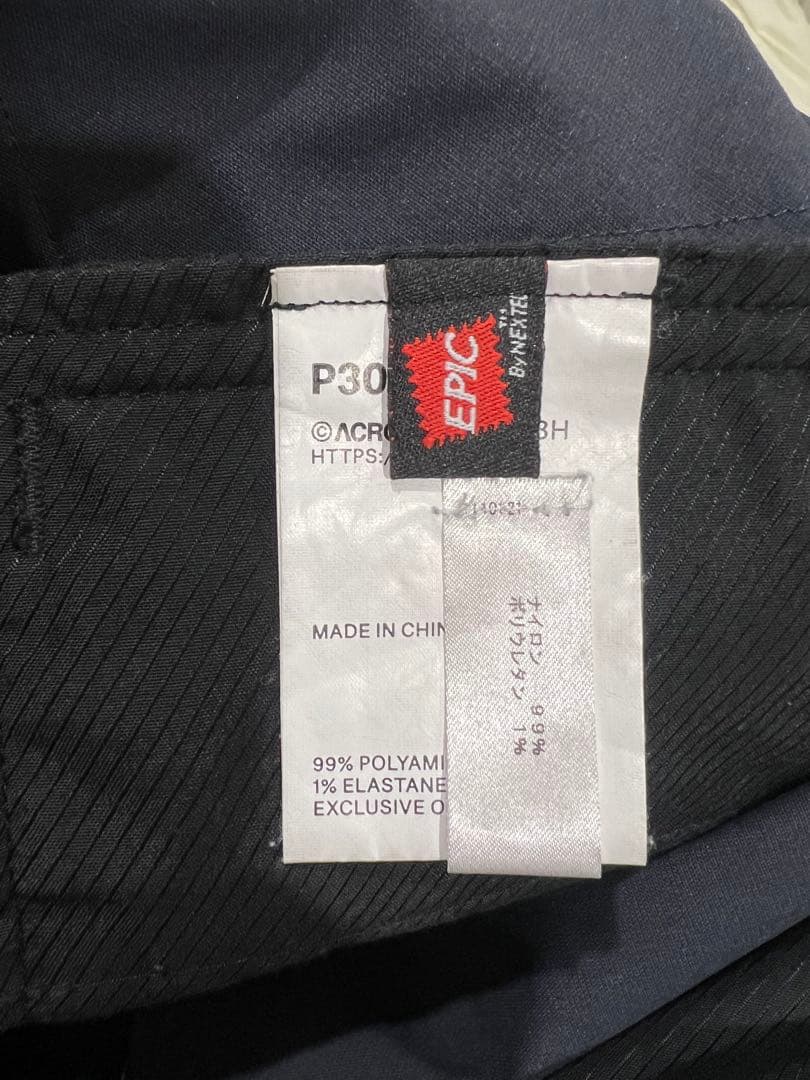 P30
©ACRO
3H
HTTPS:/
EPIC
™
By NEXTEC
MADE IN CHIN
99% POLYAMI
1% ELASTANE
EXCLUSIVE O
ナイロン 99%
ポリウレタン 1%